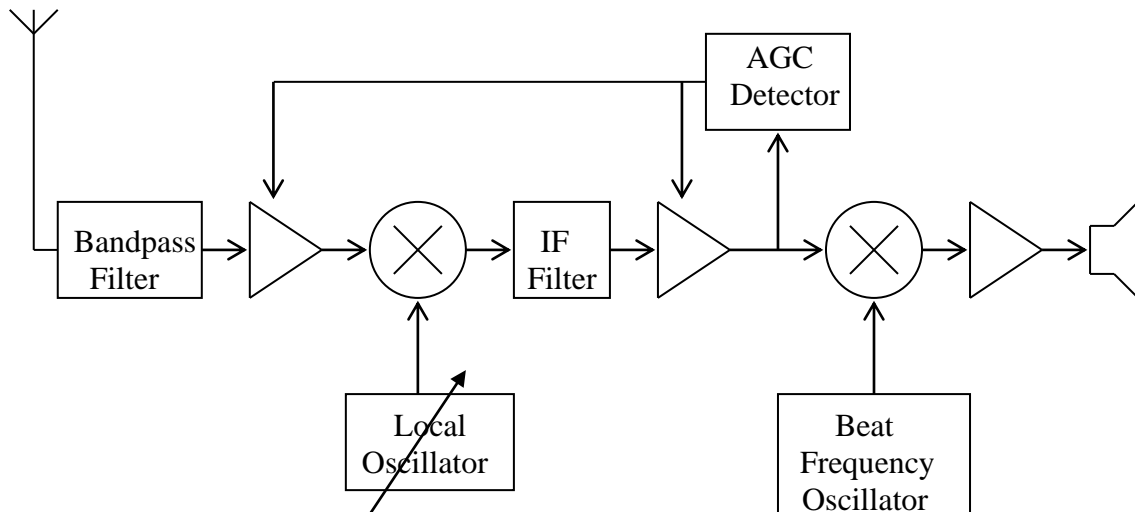 AGC
Detector
Bandpass
Filter
IF
Filter
Local
Oscillator
Beat
Frequency
Oscillator